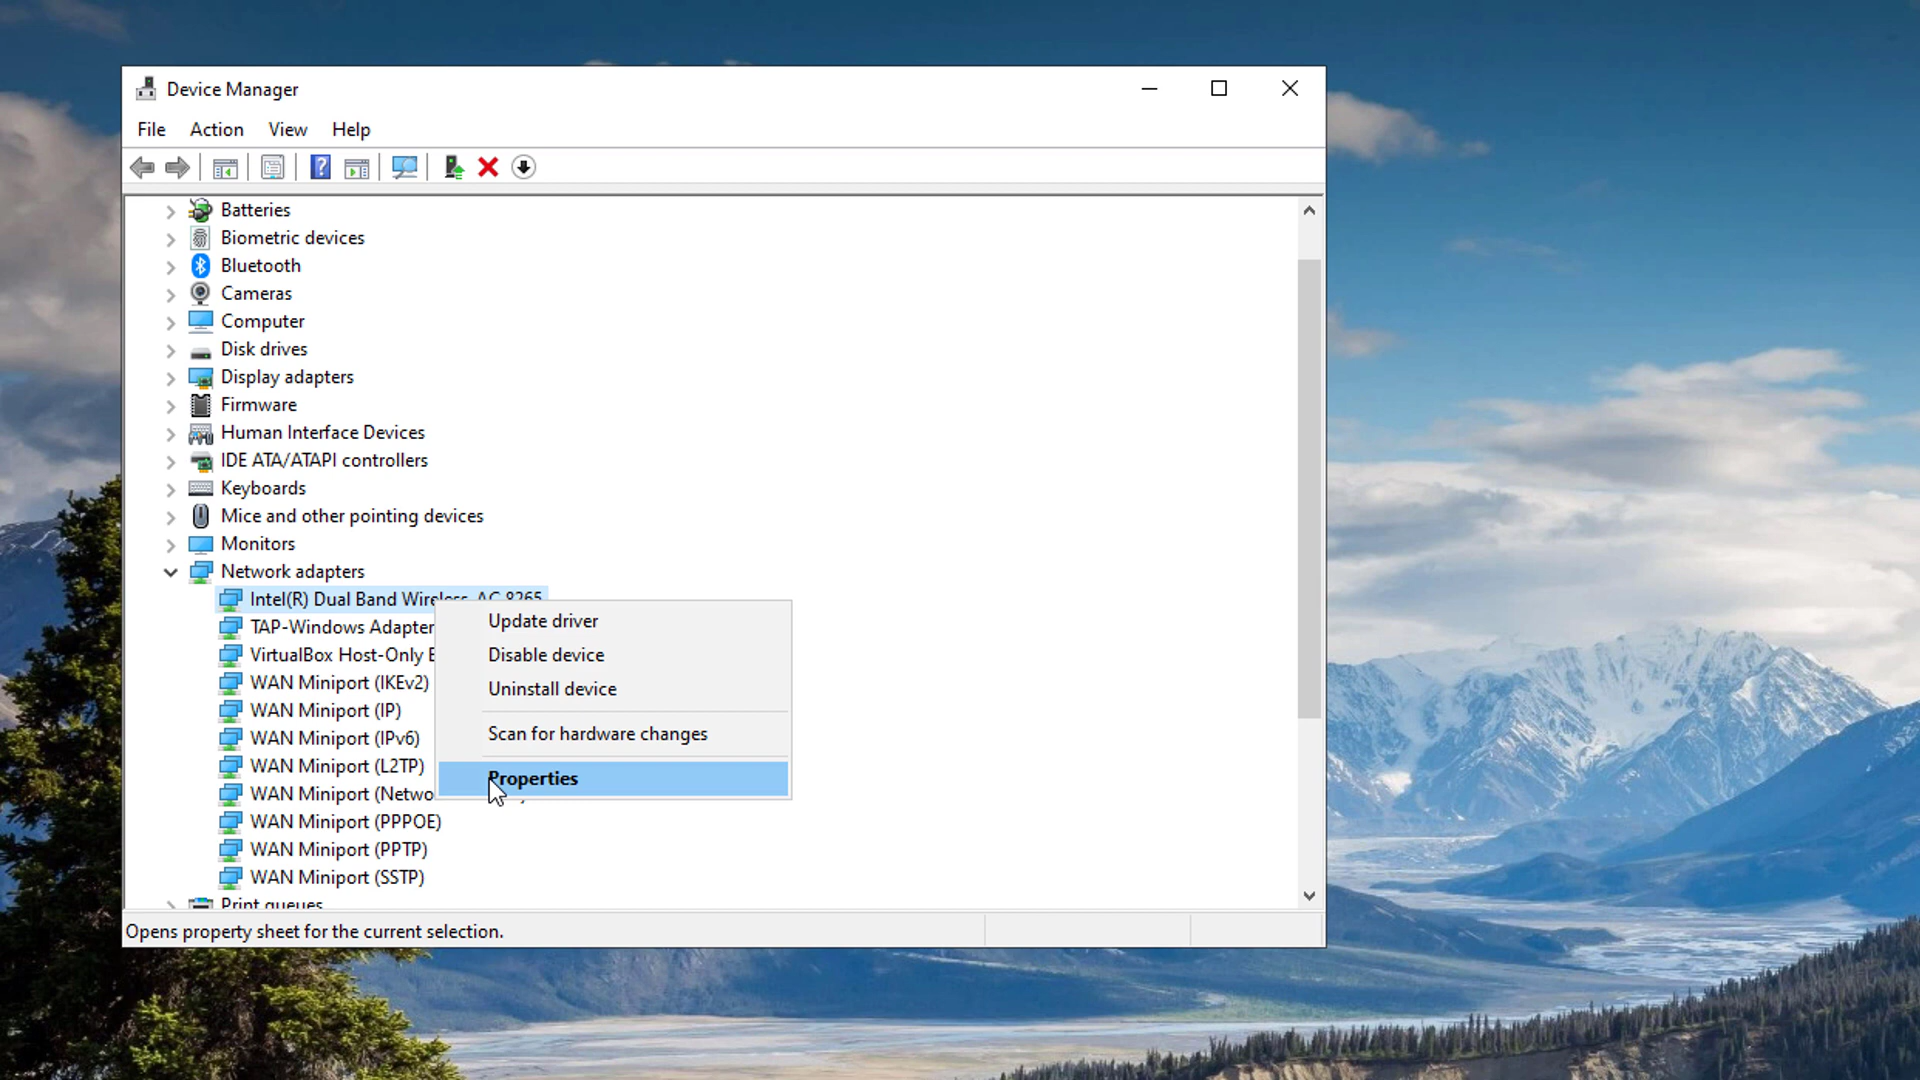 Device Manager
File Action View Help
Batteries
Biometric devices
Bluetooth
Cameras
Computer
Disk drives
Display adapters
Firmware
Human Interface Devices
IDE ATA/ATAPI controllers
Keyboards
Mice and other pointing devices
Monitors
Network adapters
Intel(R) Dual Band Wireless-AC 8265
TAP-Windows Adapter
VirtualBox Host-Only
WAN Miniport (IKEv2)
WAN Miniport (IP)
WAN Miniport (IPv6)
WAN Miniport (L2TP)
WAN Miniport (Netwo
WAN Miniport (PPPOE)
WAN Miniport (PPTP)
WAN Miniport (SSTP)
Print queues
Update driver
Disable device
Uninstall device
Scan for hardware changes
Properties
Opens property sheet for the current selection.